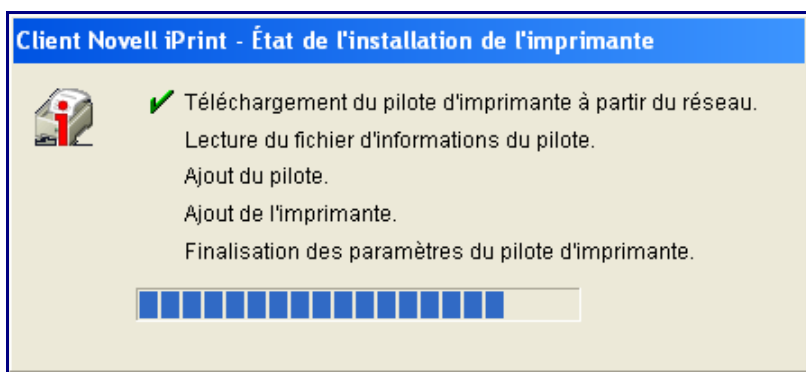 Client Novell iPrint - État de l'installation de l'imprimante
Téléchargement du pilote d'imprimante à partir du réseau.
Lecture du fichier d'informations du pilote.
Ajout du pilote.
Ajout de l'imprimante.
Finalisation des paramètres du pilote d'imprimante.